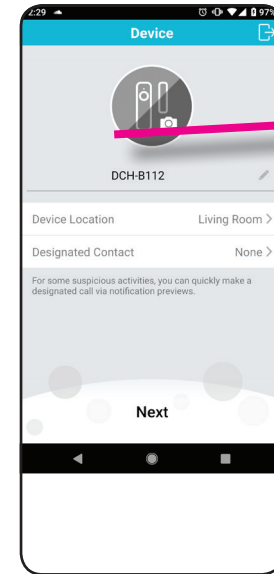 2:29
97%
Device
DCH-B112
Device Location
Living Room >
Designated Contact
None >
For some suspicious activities, you can quickly make a
designated call via notification previews.
Next